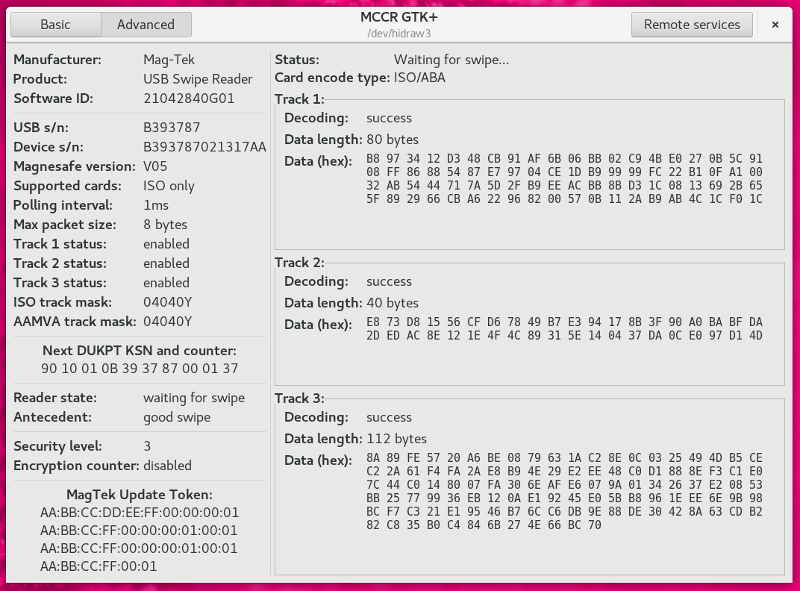 Basic Advanced MCCR GTK+ Remote services ×
/dev/hidraw3
Manufacturer: Mag-Tek
Product: USB Swipe Reader
Software ID: 21042840G01
USB s/n: B393787
Device s/n: B393787021317AA
Magnesafe version: V05
Supported cards: ISO only
Polling interval: 1ms
Max packet size: 8 bytes
Track 1 status: enabled
Track 2 status: enabled
Track 3 status: enabled
ISO track mask: 04040Y
AAMVA track mask: 04040Y
Next DUKPT KSN and counter:
90 10 01 0B 39 37 87 00 01 37
Reader state: waiting for swipe
Antecedent: good swipe
Security level: 3
Encryption counter: disabled
MagTek Update Token:
AA:BB:CC:DD:EE:FF:00:00:00:01
AA:BB:CC:FF:00:00:00:01:00:01
AA:BB:CC:FF:00:00:00:01:00:01
AA:BB:CC:FF:00:01
Status: Waiting for swipe...
Card encode type: ISO/ABA
Track 1:
Decoding: success
Data length: 80 bytes
Data (hex): B8 97 34 12 D3 48 CB 91 AF 6B 06 BB 02 C9 4B E0 27 0B 5C 91
08 FF 86 88 54 87 E7 97 04 CE 1D B9 99 99 FC 22 B1 0F A1 00
32 AB 54 44 71 7A 5D 2F B9 EE AC BB 88 D3 1C 08 13 69 2B 65
5F 89 29 66 CB A6 22 96 82 00 57 0B 11 2A B9 AB 4C 1C F0 1C
Track 2:
Decoding: success
Data length: 40 bytes
Data (hex): E8 73 D8 15 56 CF D6 78 49 B7 E3 94 17 8B 3F 90 A0 BA BF DA
2D ED AC 8E 12 1E 4F 4C 89 31 5E 14 04 37 DA 0C E0 97 D1 4D
Track 3:
Decoding: success
Data length: 112 bytes
Data (hex): 8A 89 FE 57 20 A6 BE 08 79 63 1A C2 8E 0C 03 25 49 4D B5 CE
C2 2A 61 F4 FA 2A E8 B9 4E 29 E2 EE 48 C0 D1 88 8E F3 C1 E0
7C 44 C0 14 80 07 FA 30 6E AF E6 07 9A 01 34 26 37 E2 08 53
BB 25 77 99 36 EB 12 0A E1 92 45 E0 5B B8 96 1E EE 6E 9B 98
BC F7 C3 21 E1 95 46 B7 6C C6 DB 9E 88 DE 30 42 8A 63 CD B2
82 C8 35 B0 C4 84 6B 27 4E 66 BC 70